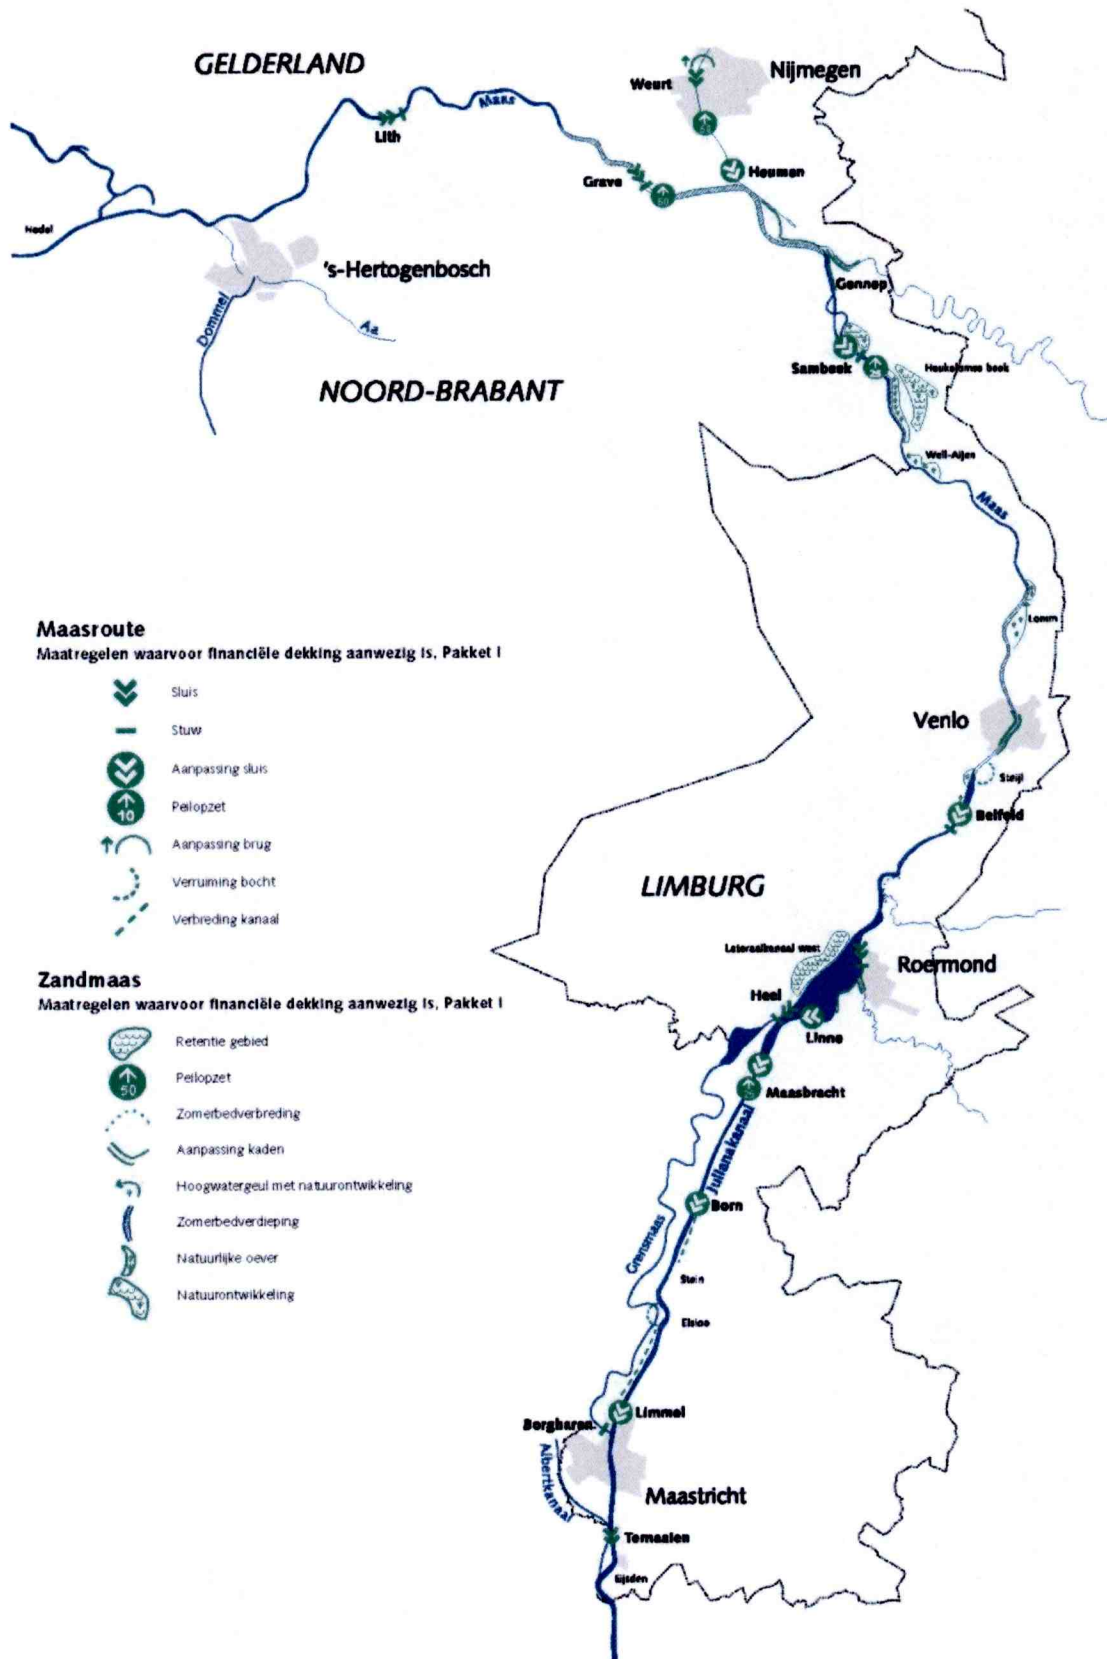 GELDERLAND
Nijmegen
Weurt
Maas
Lith
Heumen
Grave
60
's-Hertogenbosch
Gennep
Dommel
Aa
Sambeek
NOORD-BRABANT
Well-Aijen
Maas
Lomm
Maasroute
Maatregelen waarvoor financiële dekking aanwezig is, Pakket I
Sluis
Stuw
Venlo
Aanpassing sluis
Steijl
Peilopzet
10
Belfeld
Aanpassing brug
Verruiming bocht
LIMBURG
Verbreding kanaal
Lateraalkanaal west
Roermond
Zandmaas
Maatregelen waarvoor financiële dekking aanwezig is, Pakket I
Heel
Linne
Retentie gebied
Maasbracht
Peilopzet
50
Zomerbedverbreding
Julianakanaal
Aanpassing kaden
Hoogwatergeul met natuurontwikkeling
Born
Zomerbedverdieping
Grensmaas
Natuurlijke oever
Stein
Natuurontwikkeling
Elsloo
Limmel
Borgharen
Albertkanaal
Maastricht
Ternaaien
Eijsden